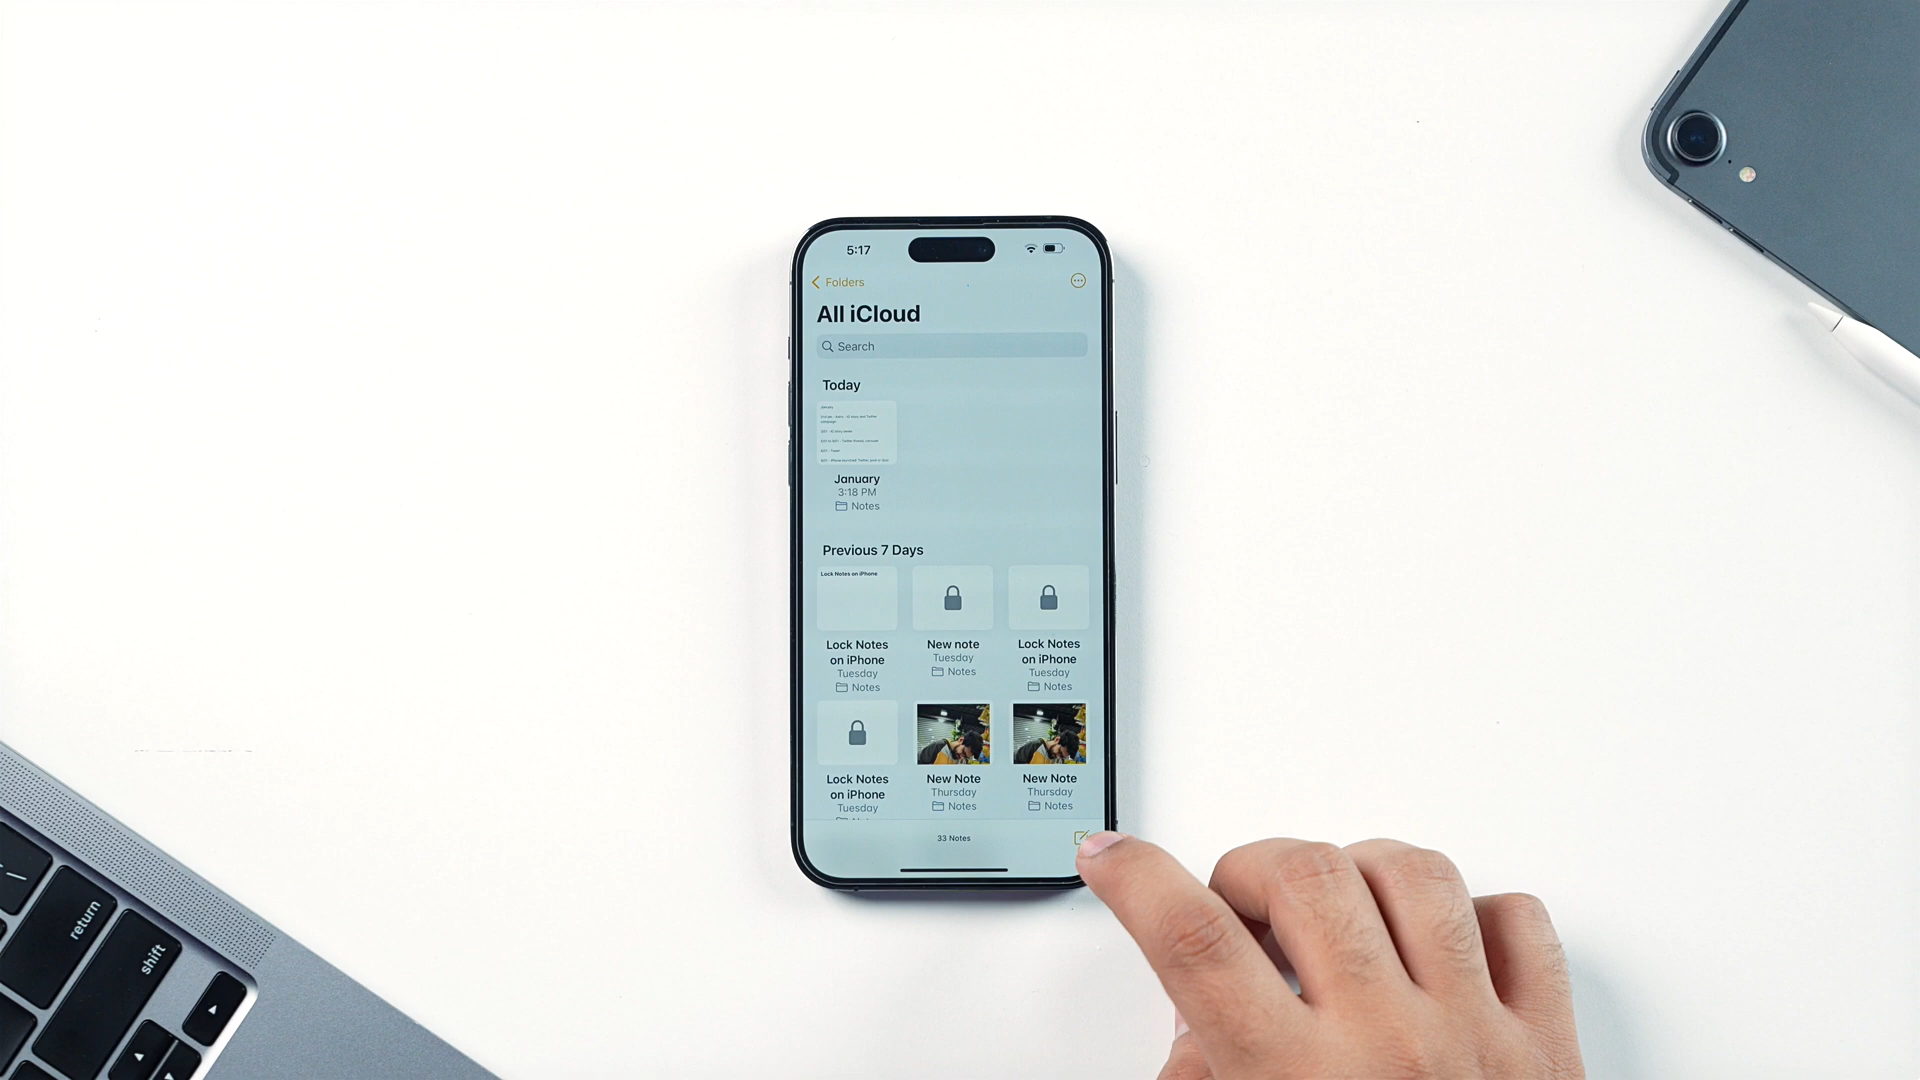 5:17
Folders
All iCloud
Search
Today
January
January
3:18 PM
Notes
Previous 7 Days
Lock Notes on iPhone
Lock Notes
on iPhone
Tuesday
Notes
New note
Tuesday
Notes
Lock Notes
on iPhone
Tuesday
Notes
Lock Notes
on iPhone
Tuesday
New Note
Thursday
Notes
New Note
Thursday
Notes
33 Notes
return
shift